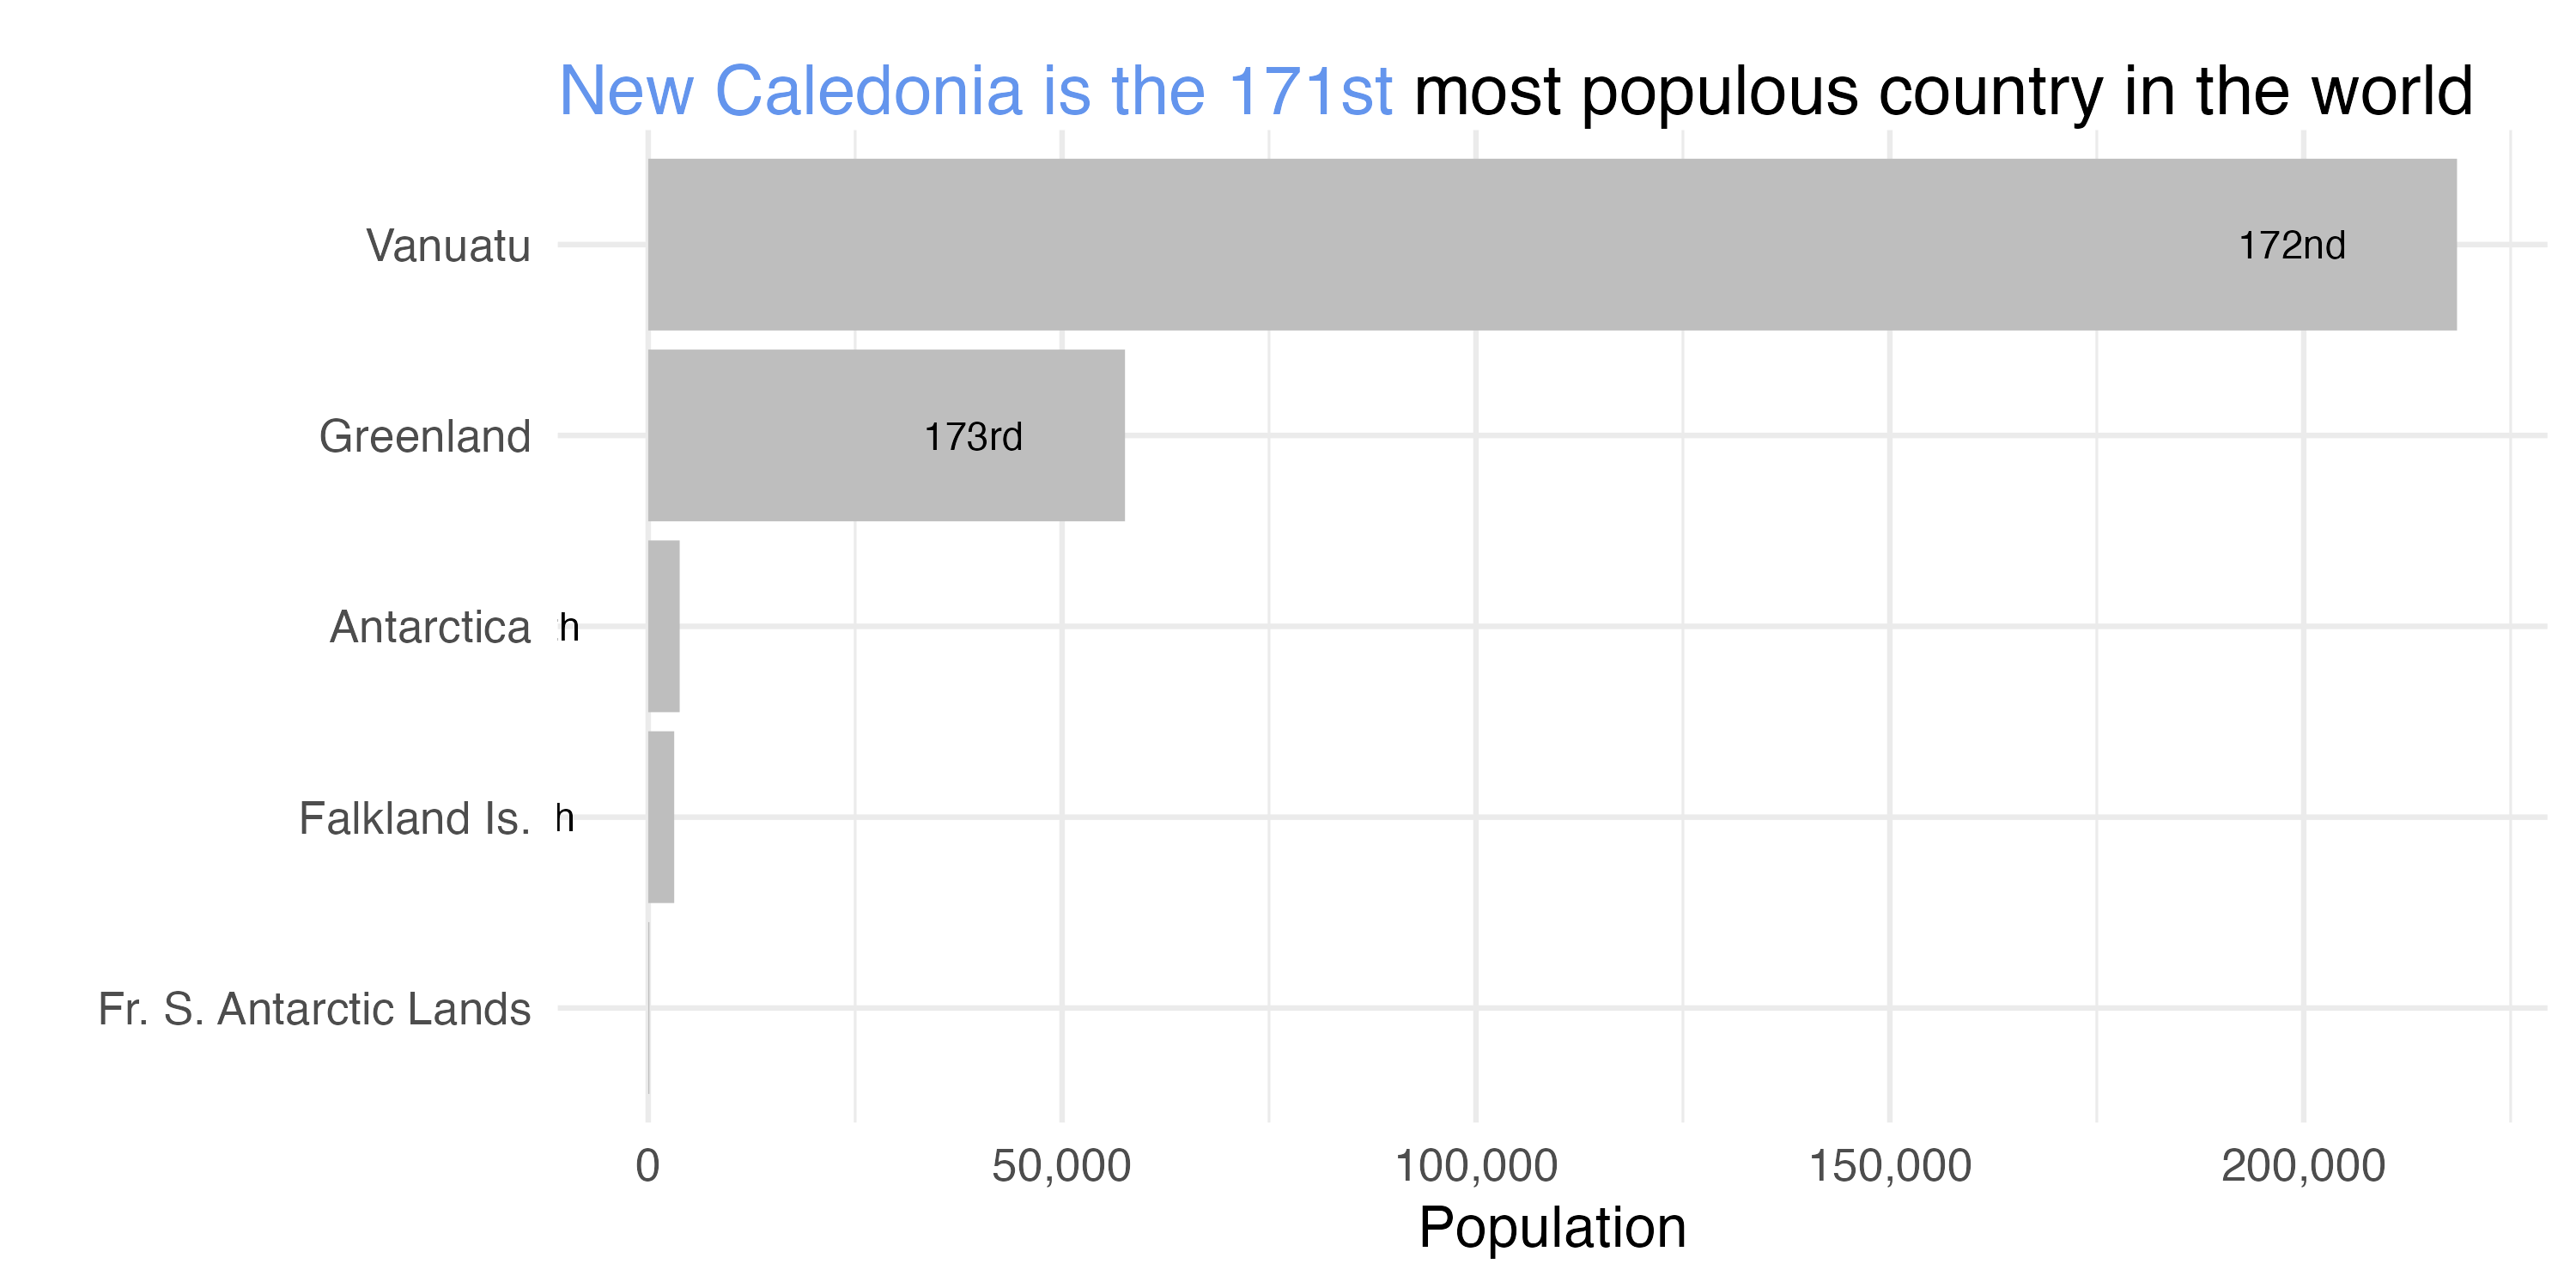 New Caledonia is the 171st most populous country in the world
Vanuatu
172nd
Greenland
173rd
Antarctica
h
Falkland Is.
h
Fr. S. Antarctic Lands
0
50,000
100,000
150,000
200,000
Population